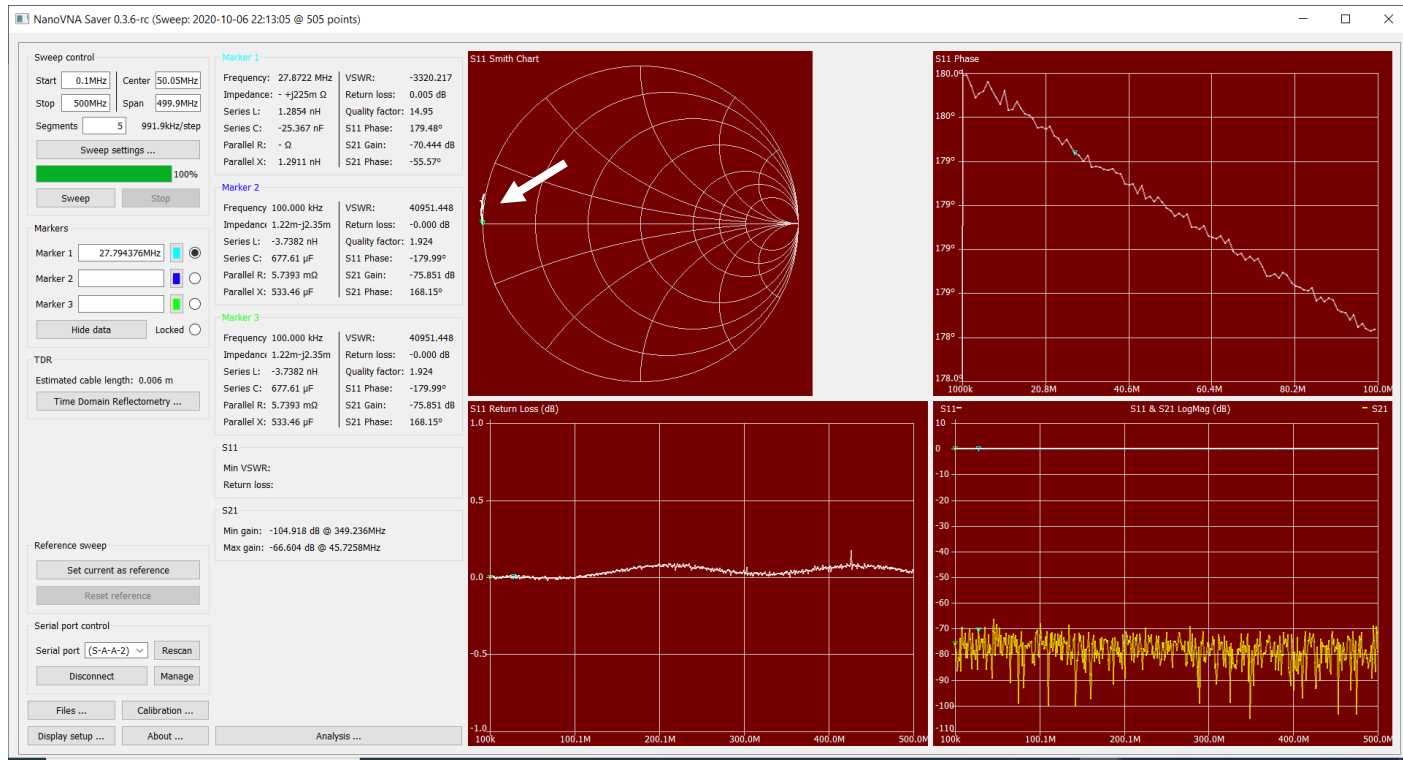 NanoVNA Saver 0.3.6-rc (Sweep: 2020-10-06 22:13:05 @ 505 points)
Sweep control
Start 0.1MHz Center 50.05MHz
Stop 500MHz Span 499.9MHz
Segments 5 991.9kHz/step
Sweep settings ...
100%
Sweep Stop
Markers
Marker 1 27.794376MHz
Marker 2
Marker 3
Hide data Locked
TDR
Estimated cable length: 0.006 m
Time Domain Reflectometry ...
Reference sweep
Set current as reference
Reset reference
Serial port control
Serial port (S-A-A-2) Rescan
Disconnect Manage
Files ... Calibration ...
Display setup ... About ...
Marker 1
Frequency: 27.8722 MHz VSWR: -3320.217
Impedance: - +j225m Ω Return loss: 0.005 dB
Series L: 1.2854 nH Quality factor: 14.95
Series C: -25.367 nF S11 Phase: 179.48°
Parallel R: - Ω S21 Gain: -70.444 dB
Parallel X: 1.2911 nH S21 Phase: -55.57°
Marker 2
Frequency 100.000 kHz VSWR: 40951.448
Impedance 1.22m-j2.35m Return loss: -0.000 dB
Series L: -3.7382 nH Quality factor: 1.924
Series C: 677.61 µF S11 Phase: -179.99°
Parallel R: 5.7393 mΩ S21 Gain: -75.851 dB
Parallel X: 533.46 µF S21 Phase: 168.15°
Marker 3
Frequency 100.000 kHz VSWR: 40951.448
Impedance 1.22m-j2.35m Return loss: -0.000 dB
Series L: -3.7382 nH Quality factor: 1.924
Series C: 677.61 µF S11 Phase: -179.99°
Parallel R: 5.7393 mΩ S21 Gain: -75.851 dB
Parallel X: 533.46 µF S21 Phase: 168.15°
S11
Min VSWR:
Return loss:
S21
Min gain: -104.918 dB @ 349.236MHz
Max gain: -66.604 dB @ 45.7258MHz
Analysis ...
S11 Smith Chart
S11 Phase
180.0°
180°
179°
179°
179°
179°
178°
178.0°
1000k 20.8M 40.6M 60.4M 80.2M 100.0M
S11 Return Loss (dB)
1.0
0.5
0.0
-0.5
-1.0
100k 100.1M 200.1M 300.0M 400.0M 500.0M
S11 S11 & S21 LogMag (dB) S21
10
0
-10
-20
-30
-40
-50
-60
-70
-80
-90
-100
-110
100k 100.1M 200.1M 300.0M 400.0M 500.0M